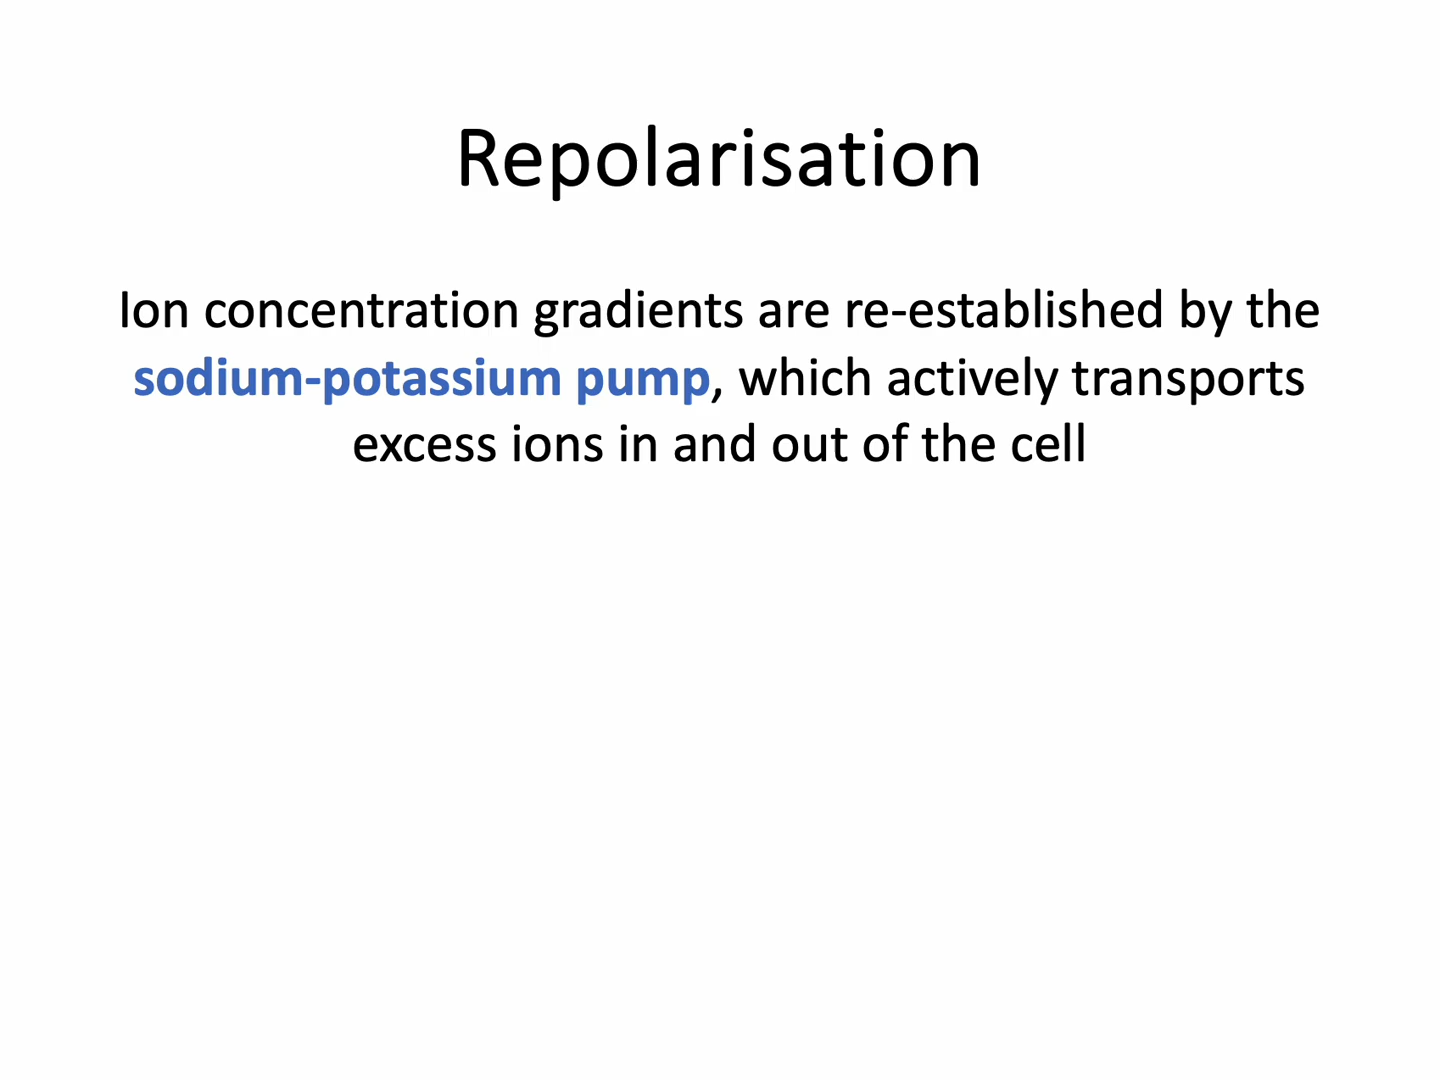 Repolarisation
Ion concentration gradients are re-established by the
sodium-potassium pump, which actively transports
excess ions in and out of the cell